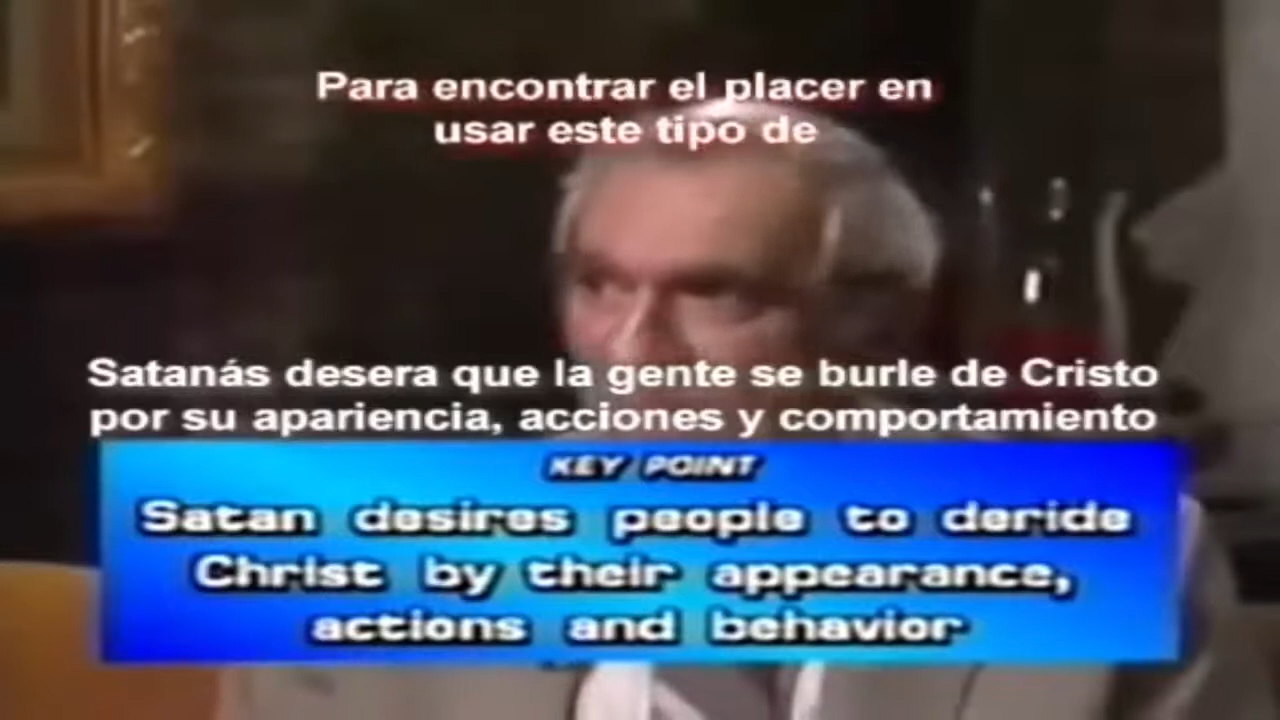 Para encontrar el placer en
usar este tipo de
Satanás desera que la gente se burle de Cristo
por su apariencia, acciones y comportamiento
KEY POINT
Satan desires people to deride
Christ by their appearance,
actions and behavior